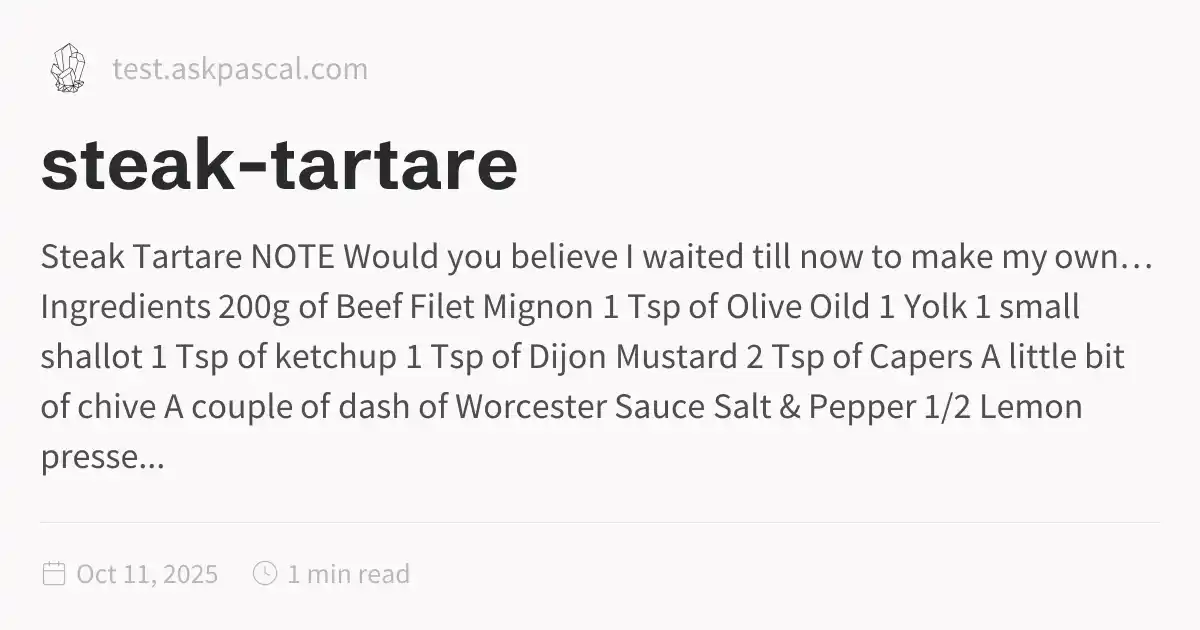 test.askpascal.com
steak-tartare
Steak Tartare NOTE Would you believe I waited till now to make my own…
Ingredients 200g of Beef Filet Mignon 1 Tsp of Olive Oild 1 Yolk 1 small
shallot 1 Tsp of ketchup 1 Tsp of Dijon Mustard 2 Tsp of Capers A little bit
of chive A couple of dash of Worcester Sauce Salt & Pepper 1/2 Lemon
presse...
Oct 11, 2025
1 min read